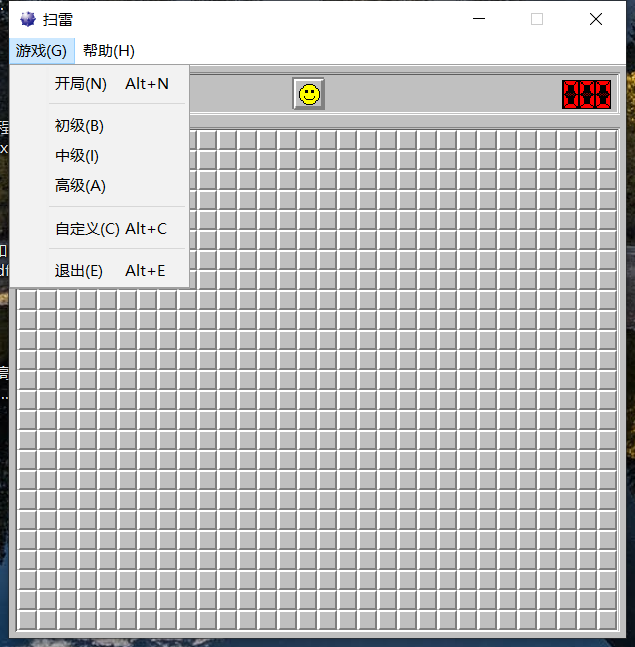 扫雷
游戏(G) 帮助(H)
开局(N) Alt+N
初级(B)
中级(I)
高级(A)
自定义(C) Alt+C
退出(E) Alt+E